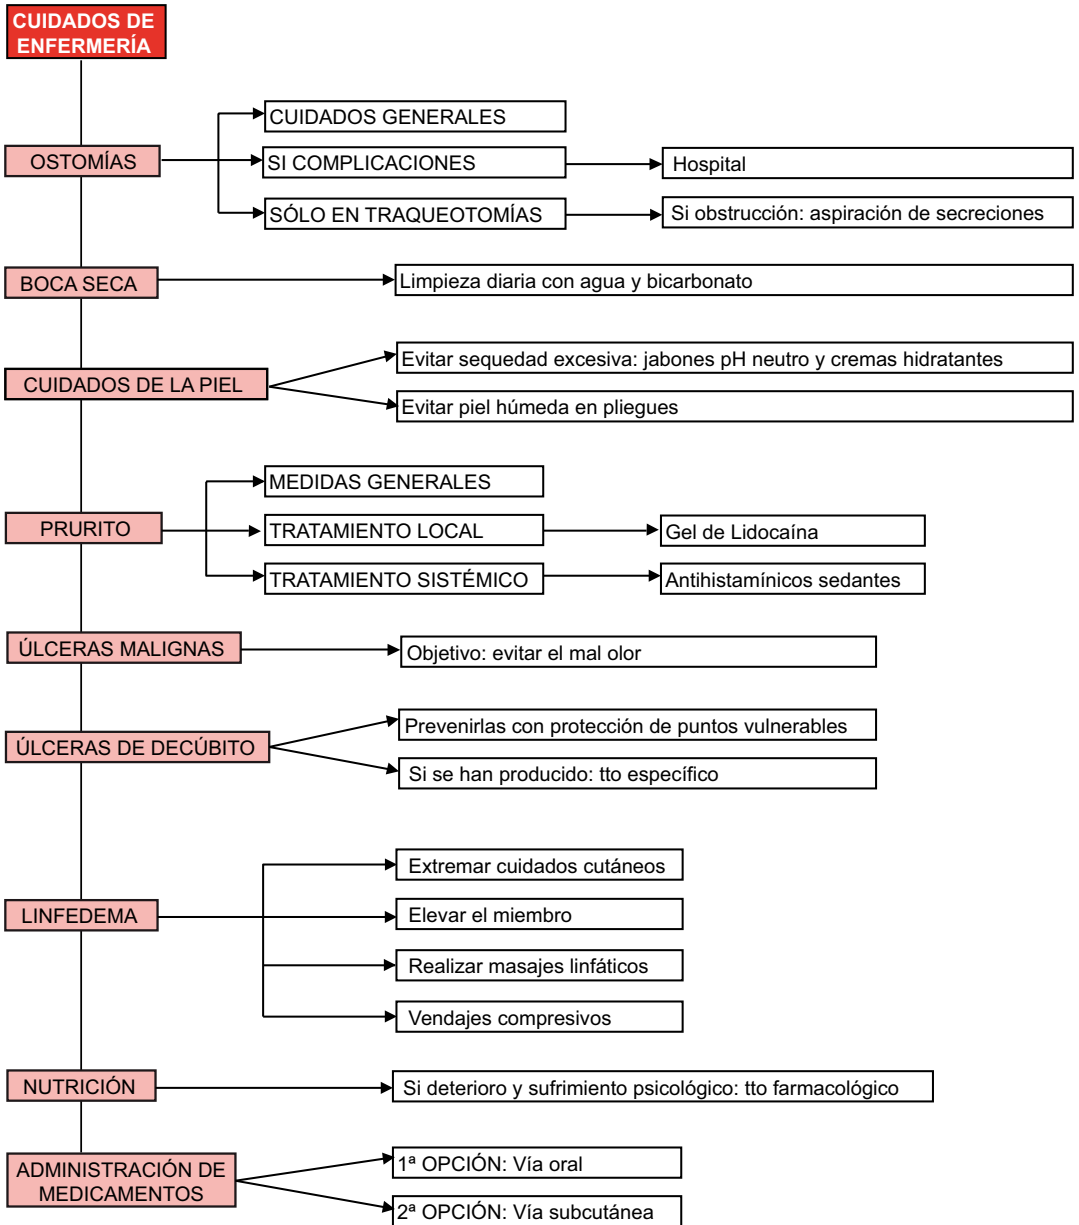 CUIDADOS DE
ENFERMERÍA
CUIDADOS GENERALES
OSTOMÍAS
SI COMPLICACIONES
Hospital
SÓLO EN TRAQUEOTOMÍAS
Si obstrucción: aspiración de secreciones
BOCA SECA
Limpieza diaria con agua y bicarbonato
CUIDADOS DE LA PIEL
Evitar sequedad excesiva: jabones pH neutro y cremas hidratantes
Evitar piel húmeda en pliegues
MEDIDAS GENERALES
PRURITO
TRATAMIENTO LOCAL
Gel de Lidocaína
TRATAMIENTO SISTÉMICO
Antihistamínicos sedantes
ÚLCERAS MALIGNAS
Objetivo: evitar el mal olor
ÚLCERAS DE DECÚBITO
Prevenirlas con protección de puntos vulnerables
Si se han producido: tto específico
LINFEDEMA
Extremar cuidados cutáneos
Elevar el miembro
Realizar masajes linfáticos
Vendajes compresivos
NUTRICIÓN
Si deterioro y sufrimiento psicológico: tto farmacológico
ADMINISTRACIÓN DE
MEDICAMENTOS
1ª OPCIÓN: Vía oral
2ª OPCIÓN: Vía subcutánea